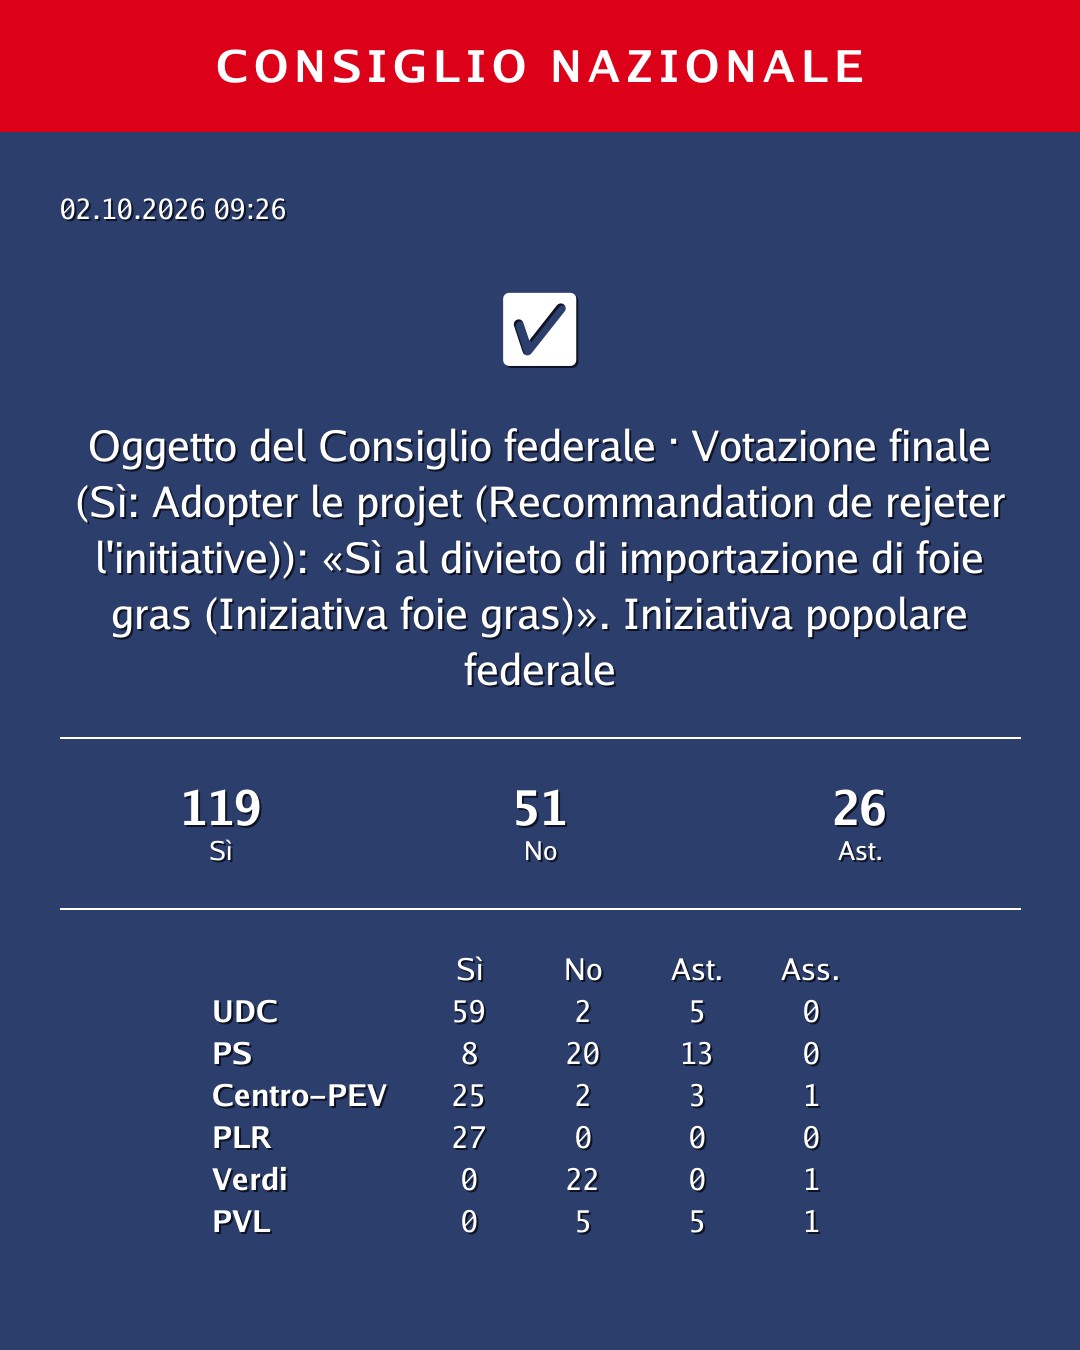 CONSIGLIO NAZIONALE
02.10.2026 09:26
Oggetto del Consiglio federale · Votazione finale
(Sì: Adopter le projet (Recommandation de rejeter
l'initiative)): «Sì al divieto di importazione di foie
gras (Iniziativa foie gras)». Iniziativa popolare
federale
119 51 26
Sì No Ast.
Sì No Ast. Ass.
UDC 59 2 5 0
PS 8 20 13 0
Centro-PEV 25 2 3 1
PLR 27 0 0 0
Verdi 0 22 0 1
PVL 0 5 5 1